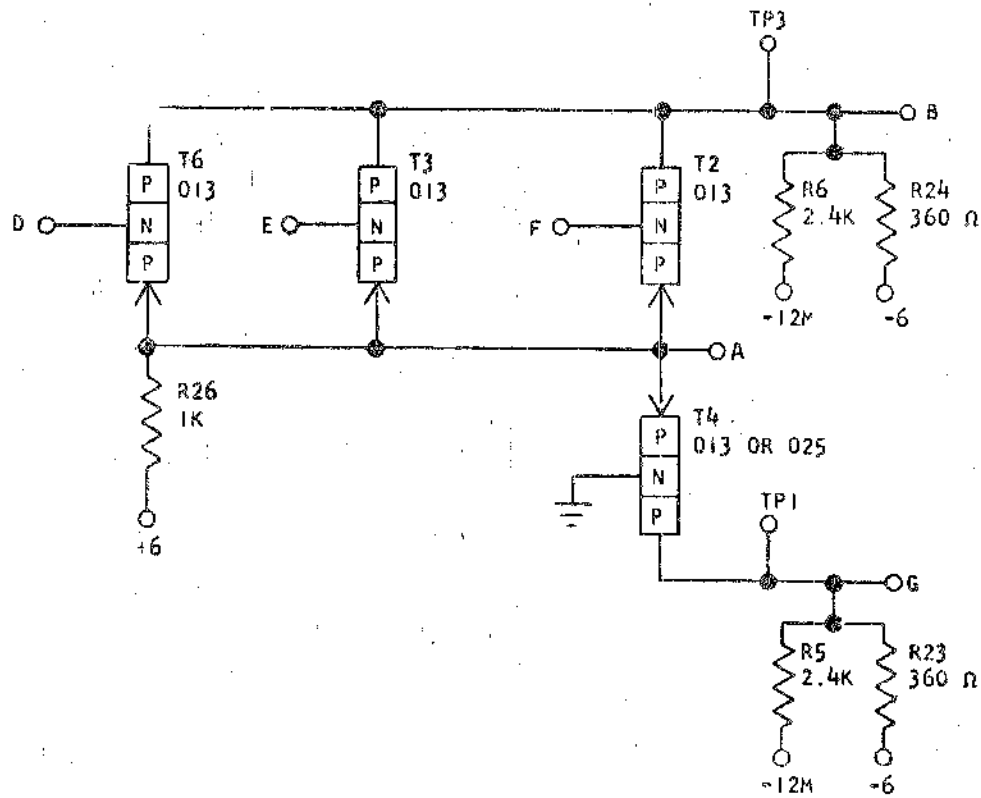 TP3
B
T6
013
T3
013
T2
013
P
N
P
P
N
P
P
N
P
D
E
F
R6
2.4K
R24
360 Ω
-12M
-6
A
R26
1K
+6
P
N
P
T4
013 OR 025
TP1
G
R5
2.4K
R23
360 Ω
-12M
-6